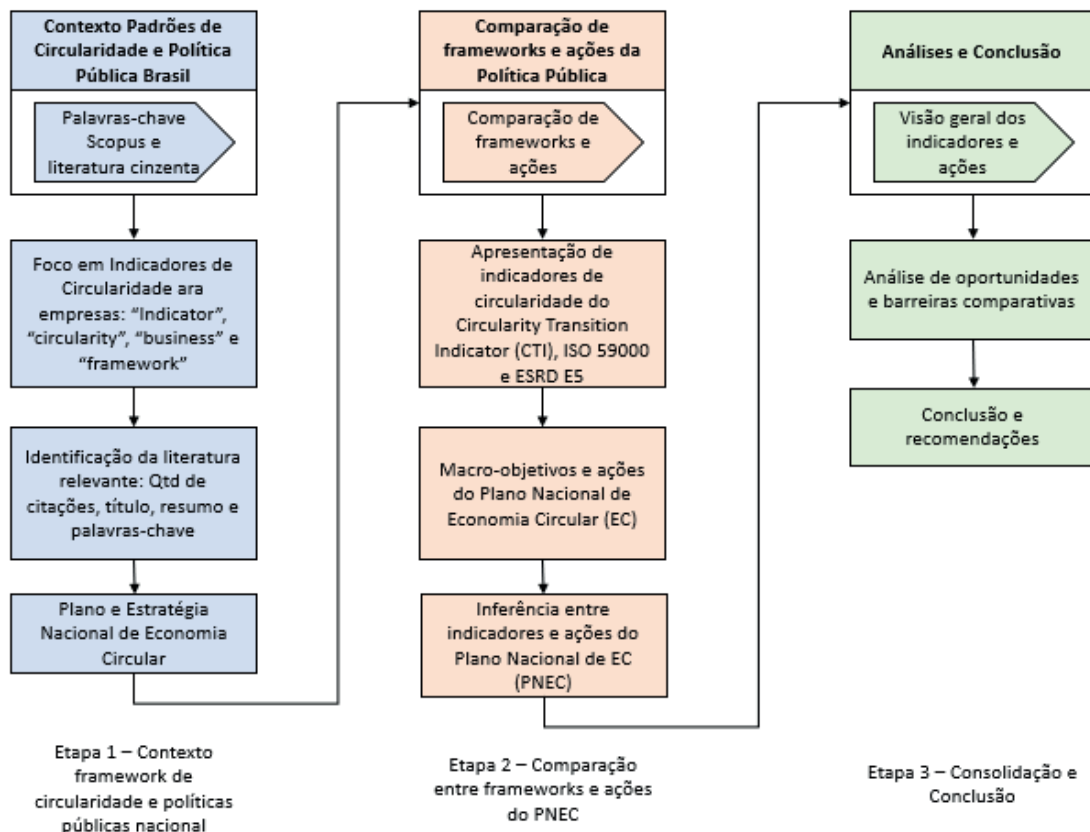 Contexto Padrões de
Circularidade e Política
Pública Brasil
Palavras-chave
Scopus e
literatura cinzenta
Foco em Indicadores de
Circularidade ara
empresas: “Indicator”,
“circularity”, “business” e
“framework”
Identificação da literatura
relevante: Qtd de
citações, título, resumo e
palavras-chave
Plano e Estratégia
Nacional de Economia
Circular
Etapa 1 – Contexto
framework de
circularidade e políticas
públicas nacional
Comparação de
frameworks e ações da
Política Pública
Comparação de
frameworks e
ações
Apresentação de
indicadores de
circularidade do
Circularity Transition
Indicator (CTI), ISO 59000
e ESRD E5
Macro-objetivos e ações
do Plano Nacional de
Economia Circular (EC)
Inferência entre
indicadores e ações do
Plano Nacional de EC
(PNEC)
Etapa 2 – Comparação
entre frameworks e ações
do PNEC
Análises e Conclusão
Visão geral dos
indicadores e
ações
Análise de oportunidades
e barreiras comparativas
Conclusão e
recomendações
Etapa 3 – Consolidação e
Conclusão